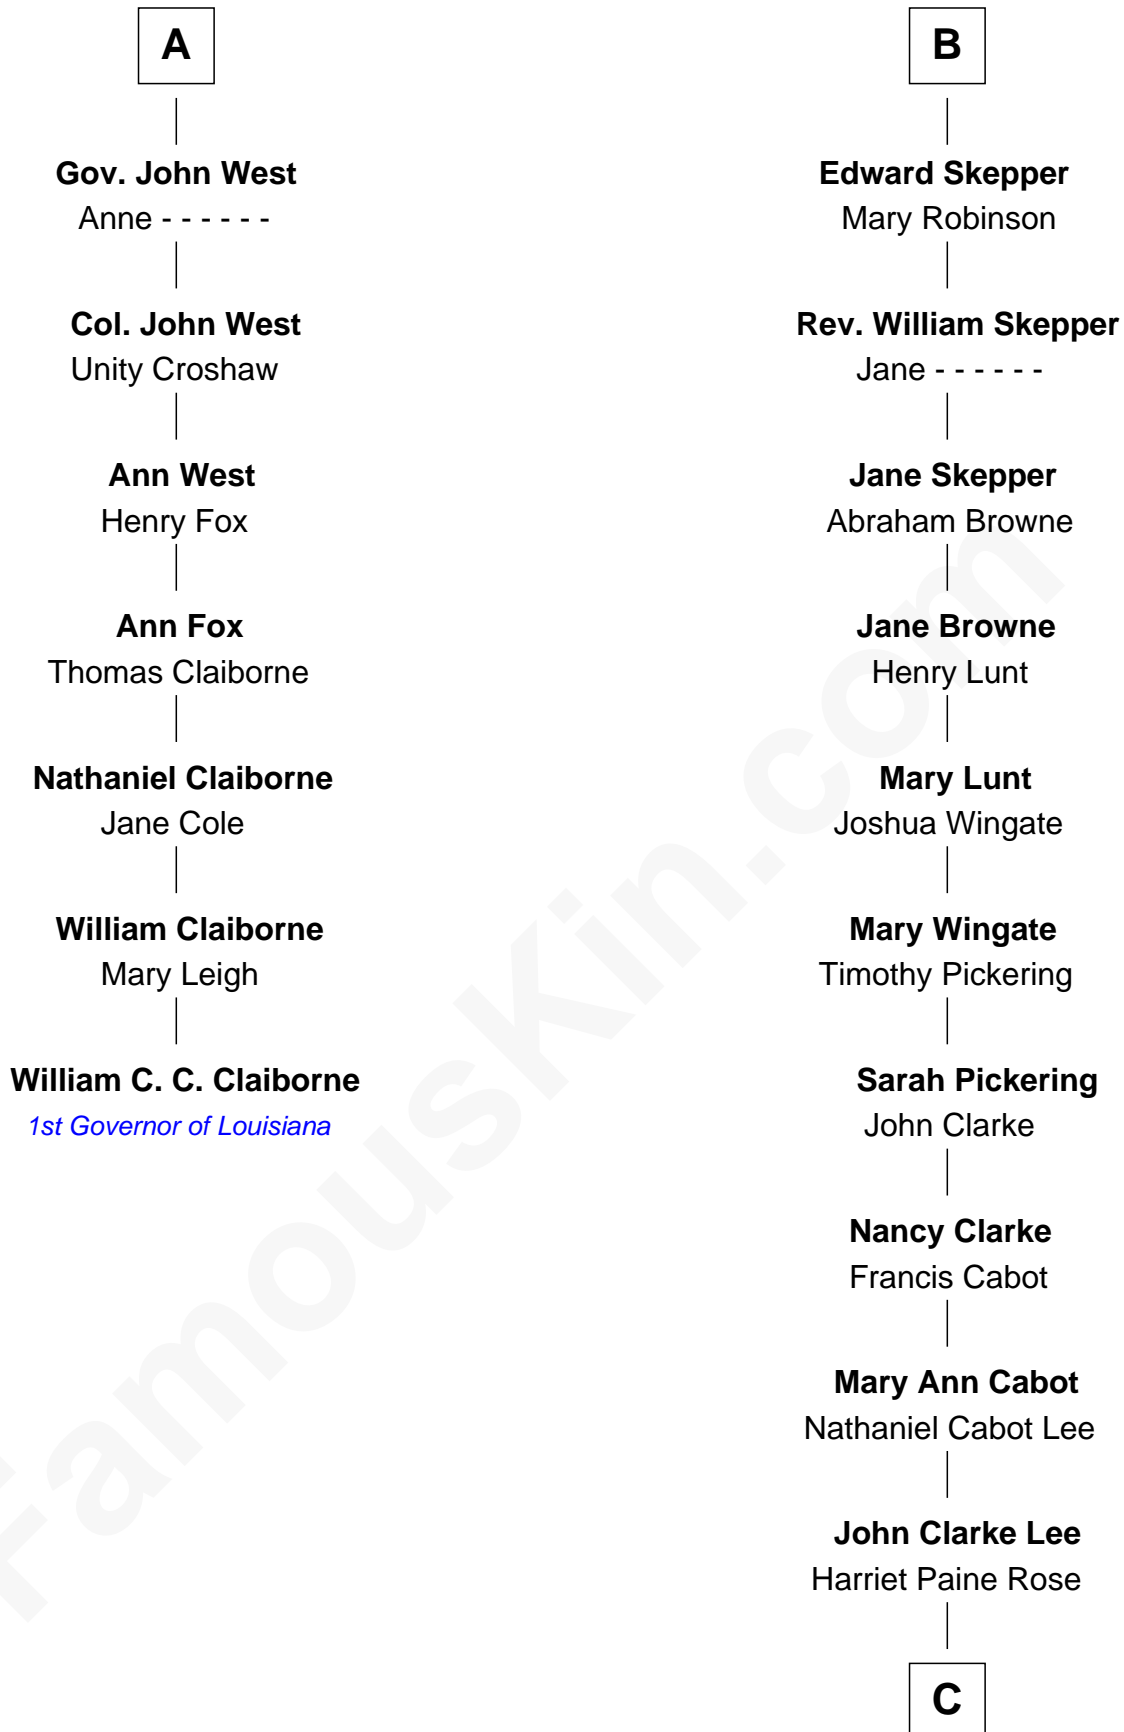 A
Gov. John West
Anne - - - - - -
Col. John West
Unity Croshaw
Ann West
Henry Fox
Ann Fox
Thomas Claiborne
Nathaniel Claiborne
Jane Cole
William Claiborne
Mary Leigh
William C. C. Claiborne
1st Governor of Louisiana
B
Edward Skepper
Mary Robinson
Rev. William Skepper
Jane - - - - - -
Jane Skepper
Abraham Browne
Jane Browne
Henry Lunt
Mary Lunt
Joshua Wingate
Mary Wingate
Timothy Pickering
Sarah Pickering
John Clarke
Nancy Clarke
Francis Cabot
Mary Ann Cabot
Nathaniel Cabot Lee
John Clarke Lee
Harriet Paine Rose
C
FamousKin.com